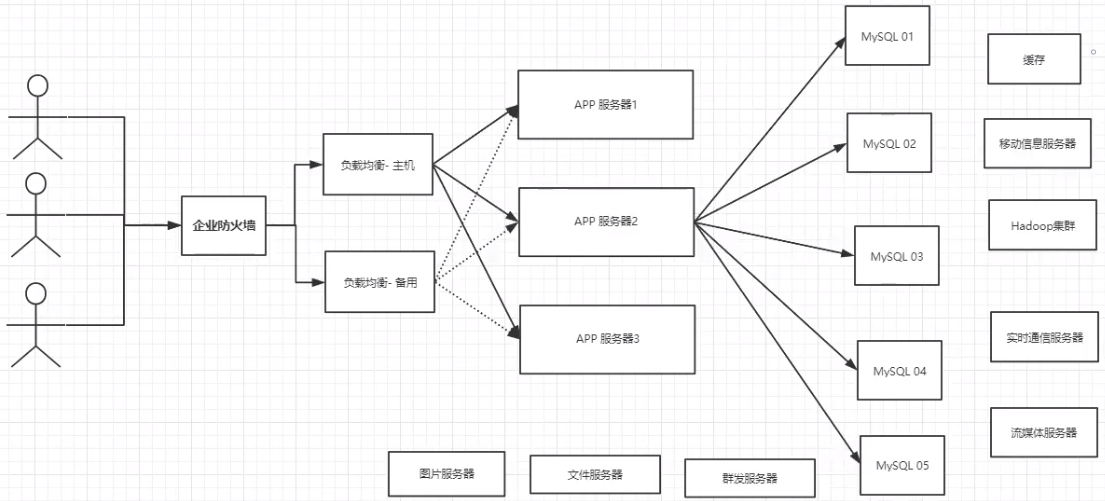 企业防火墙
负载均衡- 主机
负载均衡- 备用
APP 服务器1
APP 服务器2
APP 服务器3
MySQL 01
MySQL 02
MySQL 03
MySQL 04
MySQL 05
缓存
移动信息服务器
Hadoop集群
实时通信服务器
流媒体服务器
图片服务器
文件服务器
群发服务器